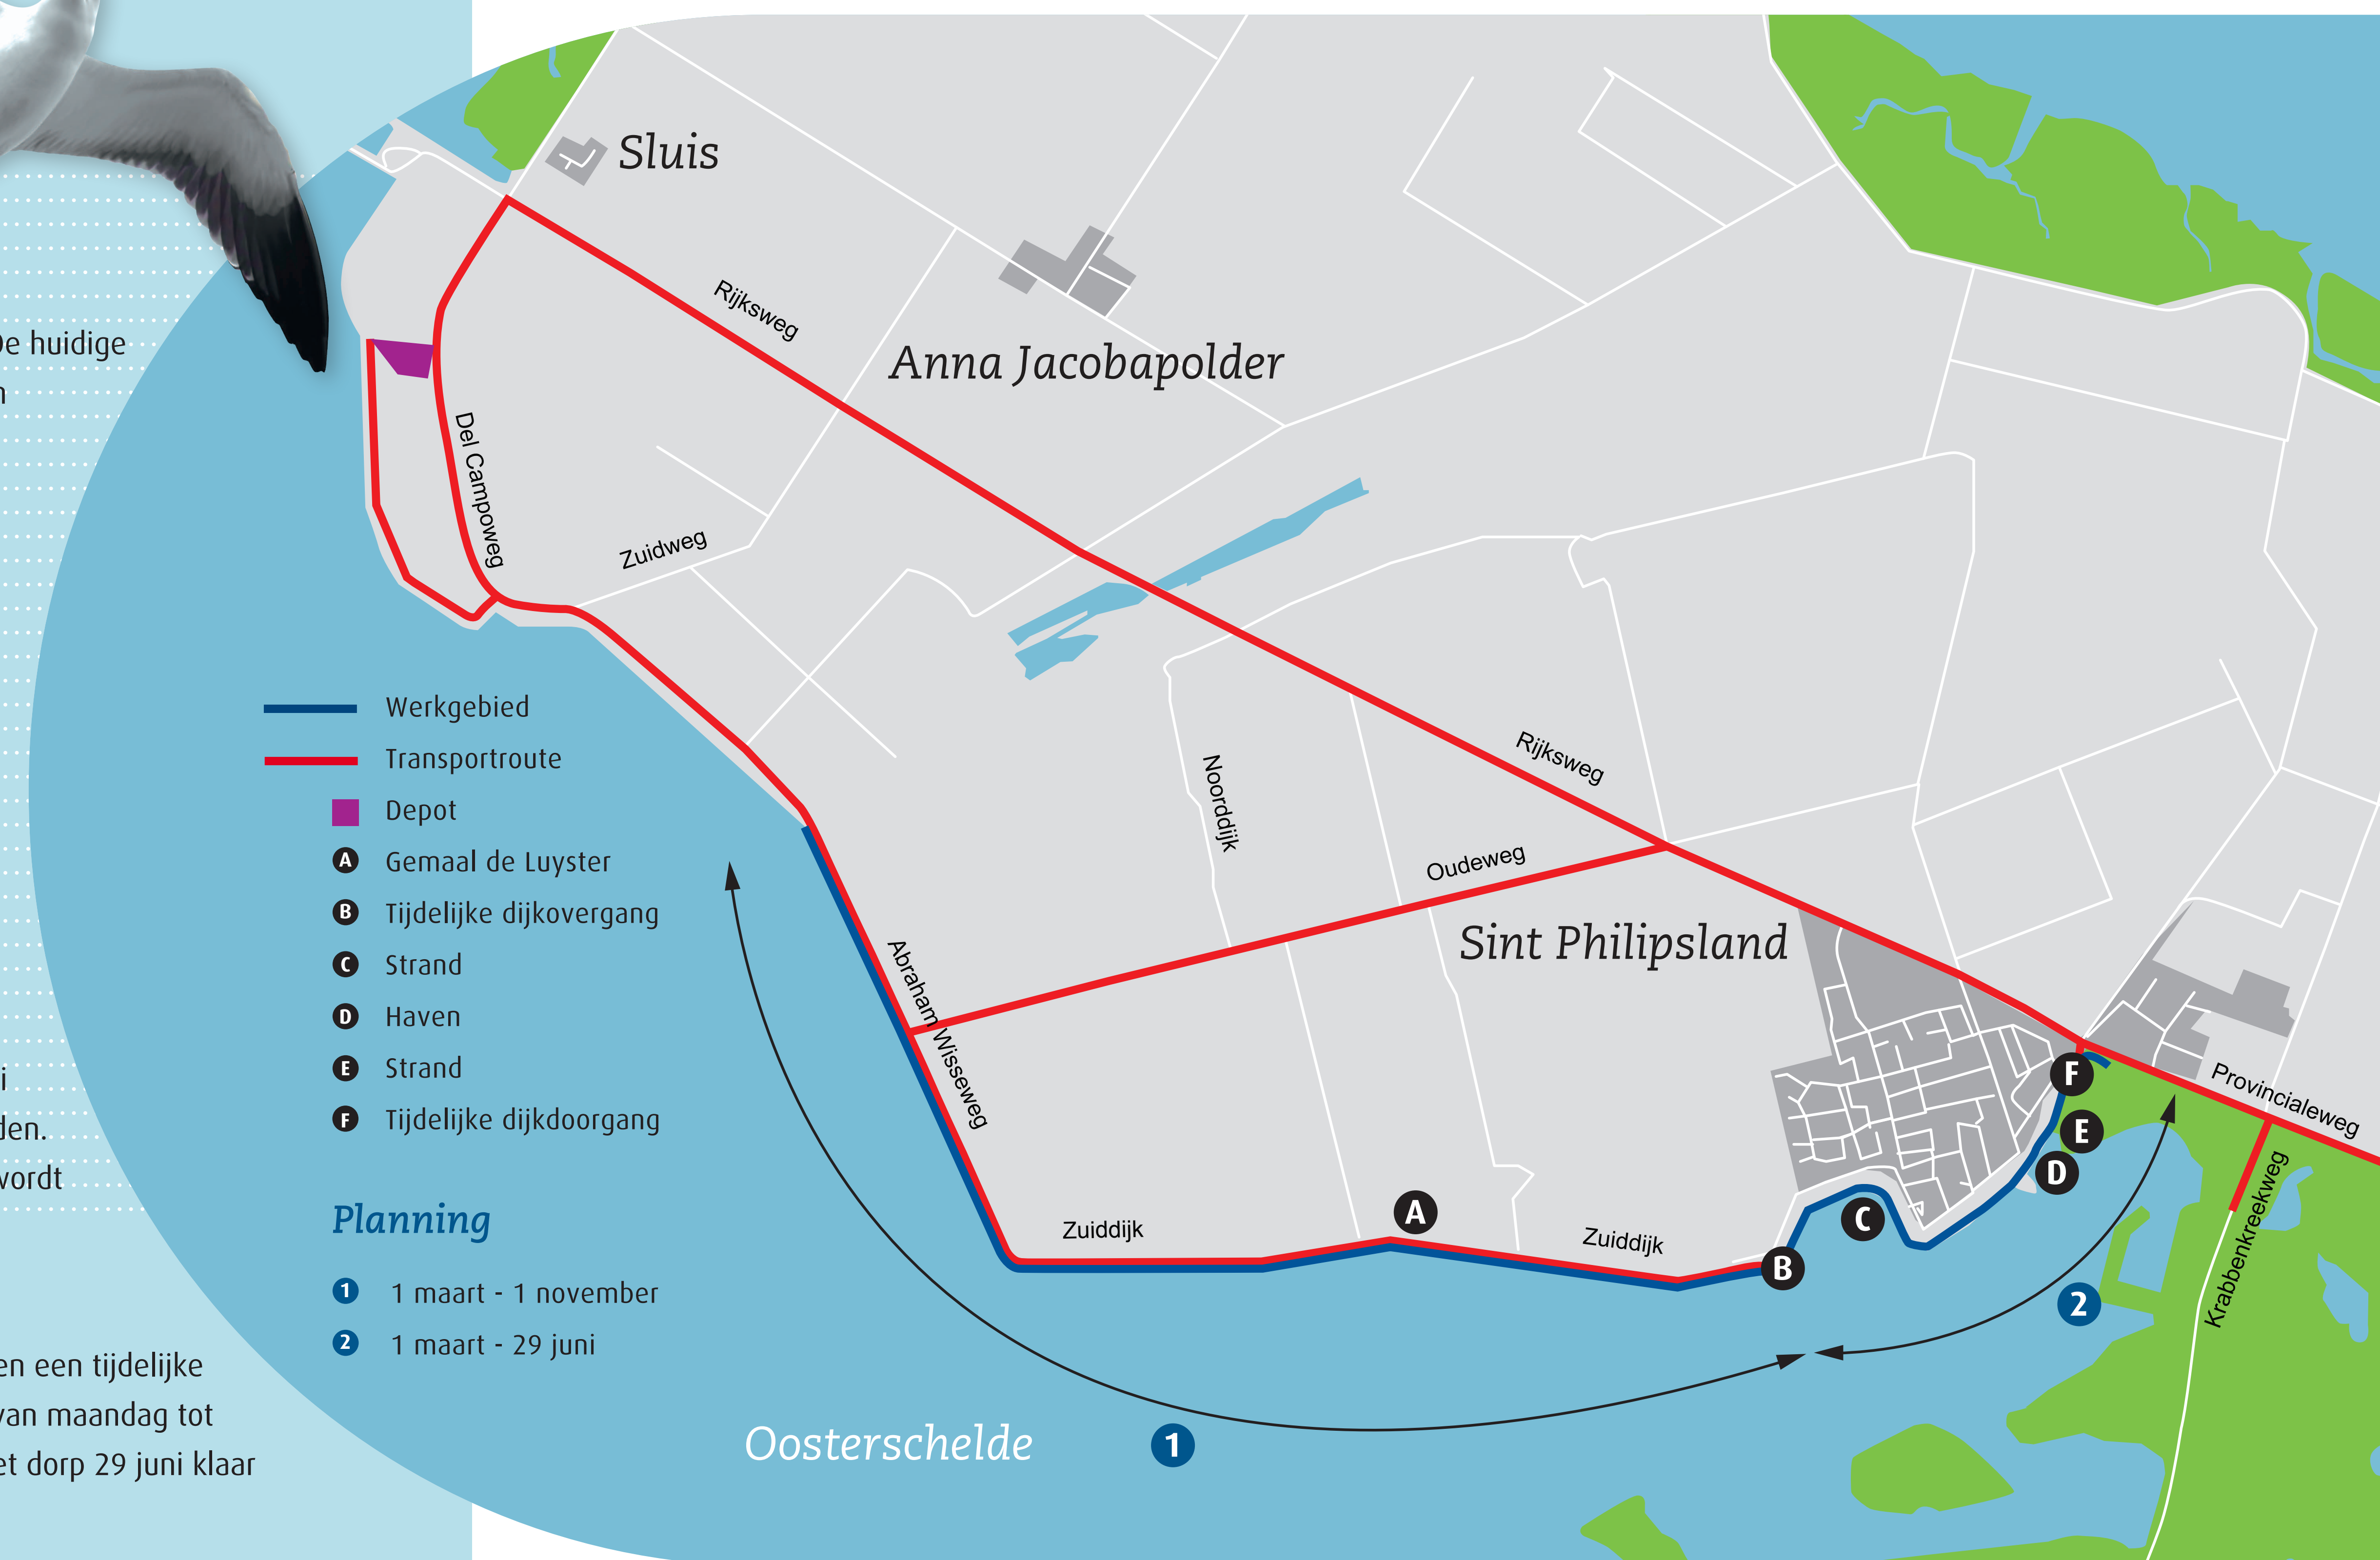 De huidige
n
i
den.
wordt
en een tijdelijke
van maandag tot
et dorp 29 juni klaar
Sluis
Rijksweg
Anna Jacobapolder
Del Campoweg
Zuidweg
Werkgebied
Transportroute
Depot
A Gemaal de Luyster
B Tijdelijke dijkovergang
C Strand
D Haven
E Strand
F Tijdelijke dijkdoorgang
Planning
1 1 maart - 1 november
2 1 maart - 29 juni
Noorddijk
Rijksweg
Oudeweg
Sint Philipsland
Abraham Wisseweg
Zuiddijk
A
Zuiddijk
B
C
D
E
F
Provincialeweg
Krabbenkreekweg
2
Oosterschelde
1